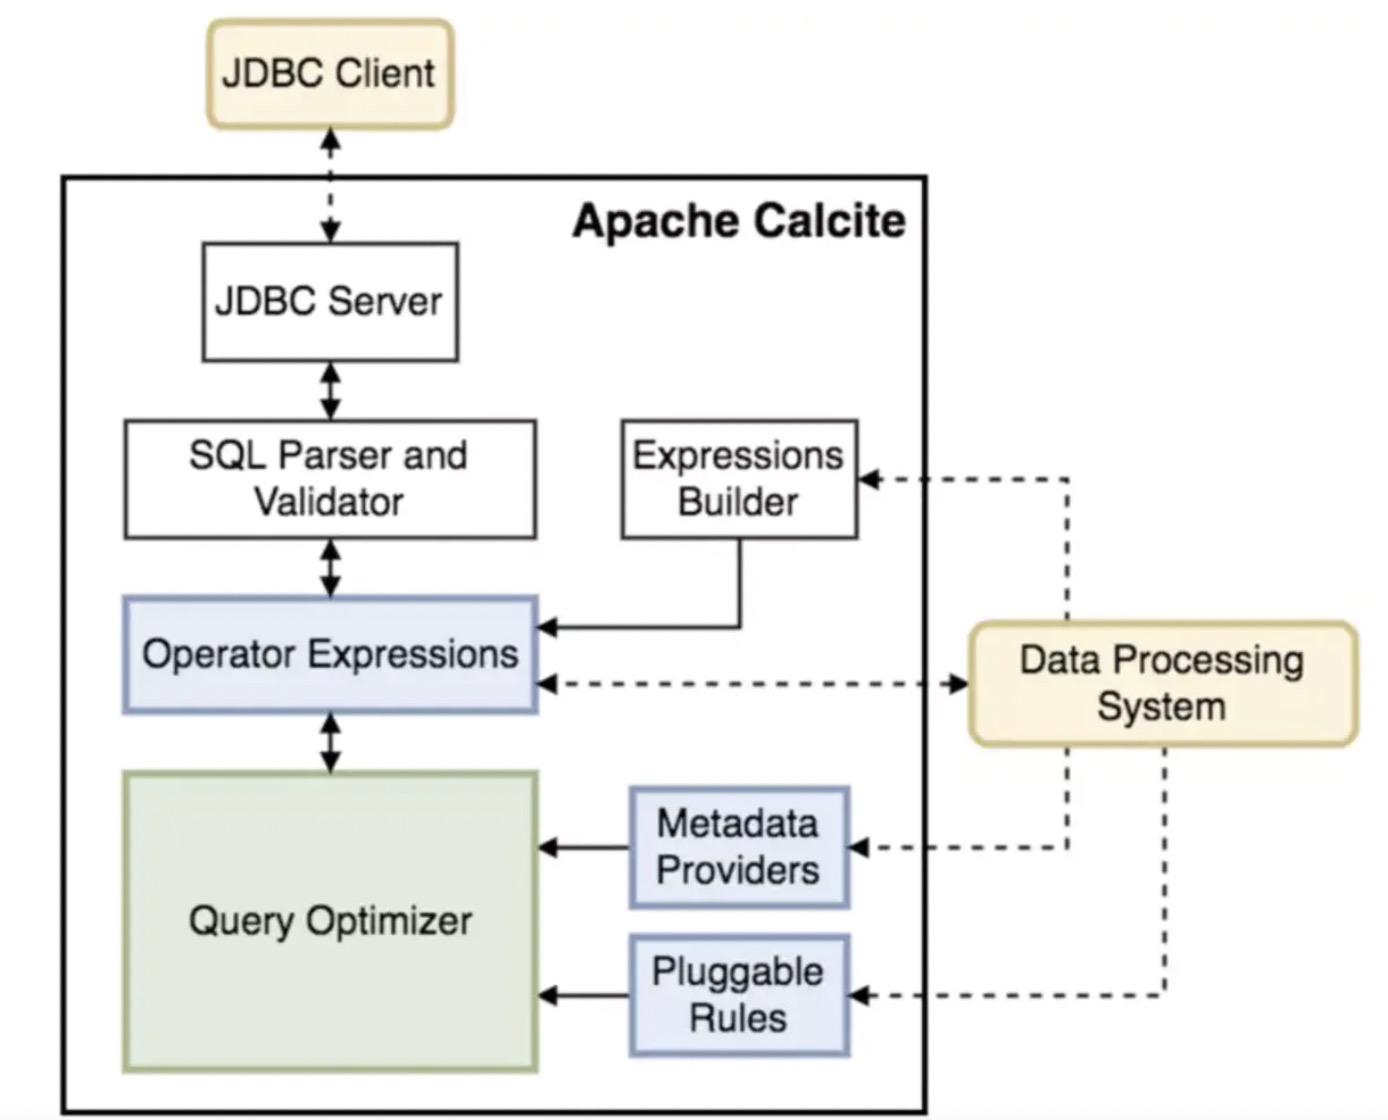 JDBC Client
Apache Calcite
JDBC Server
SQL Parser and
Validator
Expressions
Builder
Operator Expressions
Data Processing
System
Metadata
Providers
Query Optimizer
Pluggable
Rules